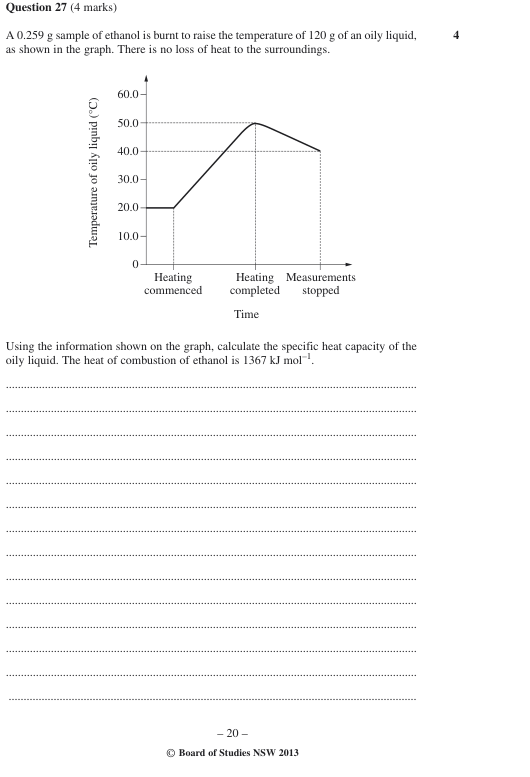 Question 27 (4 marks)
A 0.259 g sample of ethanol is burnt to raise the temperature of 120 g of an oily liquid, 4
as shown in the graph. There is no loss of heat to the surroundings.
Temperature of oily liquid (°C)
60.0
50.0
40.0
30.0
20.0
10.0
0
Heating Heating Measurements
commenced completed stopped
Time
Using the information shown on the graph, calculate the specific heat capacity of the
oily liquid. The heat of combustion of ethanol is 1367 kJ mol⁻¹.
– 20 –
© Board of Studies NSW 2013